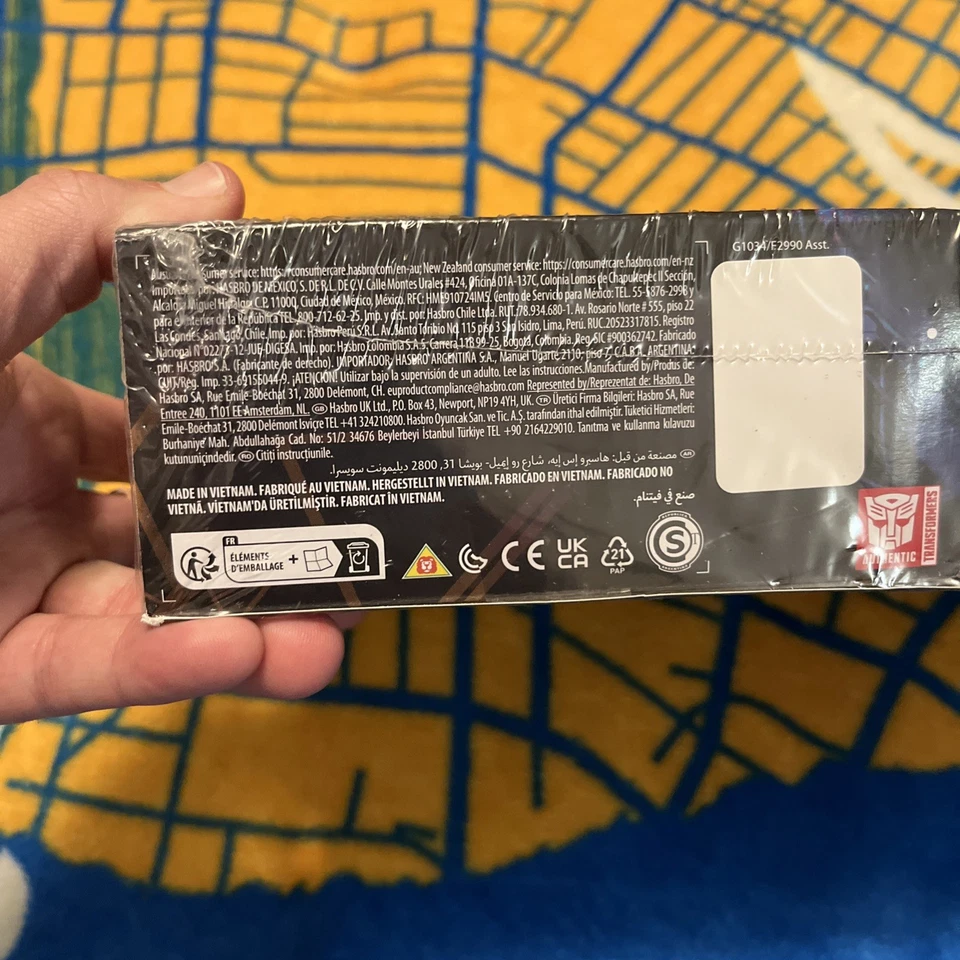 G1034/F2990 Asst.
consumer service: https://consumercare.hasbro.com/en-au; New Zealand consumer service: https://consumercare.hasbro.com/en-nz
por: HASBRO DE MÉXICO, S. DE R.L. DE C.V. Calle Montes Urales #424, Oficina 01A-137C, Colonia Lomas de Chapultepec II Sección,
Miguel Hidalgo, C.P. 11000, Ciudad de México, México. RFC: HME910724IM5. Centro de Servicio para México: TEL. 55-5876-2998 y
para el interior de la República TEL. 800-712-62-25. Imp. y dist. por: Hasbro Chile Ltda. RUT.:78.934.680-1. Av. Rosario Norte # 555, piso 22
Las Condes, Santiago, Chile. Imp. por: Hasbro Perú S.R.L. Av. Santo Toribio No. 115 piso 3 San Isidro, Lima, Perú. RUC.20523317815. Registro
Nacional N° JUE-DIGESA. Imp. por: Hasbro Colombia S.A.S, Carrera 11B 99-25, Bogotá, Colombia. Reg. SIC #900362742. Fabricado
por: HASBRO S.A. (Fabricante de derecho). IMPORTADOR: HASBRO ARGENTINA S.A., Manuel Ugarte ARGENTINA.
CUIT/Reg. Imp. 33-69155044-9. ¡ATENCIÓN! Utilizar bajo la supervisión de un adulto. Lee las instrucciones. Manufactured by/Produs de:
Hasbro SA, Rue Emile-Boéchat 31, 2800 Delémont, CH. euproductcompliance@hasbro.com Represented by/Reprezentat de: Hasbro, De
Entree 240, 1101 EE Amsterdam, NL. GB Hasbro UK Ltd., P.O. Box 43, Newport, NP19 4YH, UK. TR Üretici Firma Bilgileri: Hasbro SA, Rue
Emile-Boéchat 31, 2800 Delémont İsviçre TEL +41 324210800. Hasbro Oyuncak San. ve Tic. A.Ş. tarafından ithal edilmiştir. Tüketici Hizmetleri:
Burhaniye Mah. Abdullahağa Cad. No: 51/2 34676 Beylerbeyi İstanbul Türkiye TEL +90 2164229010. Tanıtma ve kullanma kılavuzu
kutunun içindedir. RO Citiți instrucțiunile.
AR مصنعة من قبل: هاسبرو إس إيه، شارع رو إميل- بويشا 31, 2800 ديليمونت سويسرا.
MADE IN VIETNAM. FABRIQUÉ AU VIETNAM. HERGESTELLT IN VIETNAM. FABRICADO EN VIETNAM. FABRICADO NO
VIETNÃ. VİETNAM'DA ÜRETİLMİŞTİR. FABRICAT ÎN VIETNAM.
صنع في فيتنام.
FR
ÉLÉMENTS
D'EMBALLAGE +
CE
UK
CA
21
PAP
S
AUTHENTIC
TRANSFORMERS